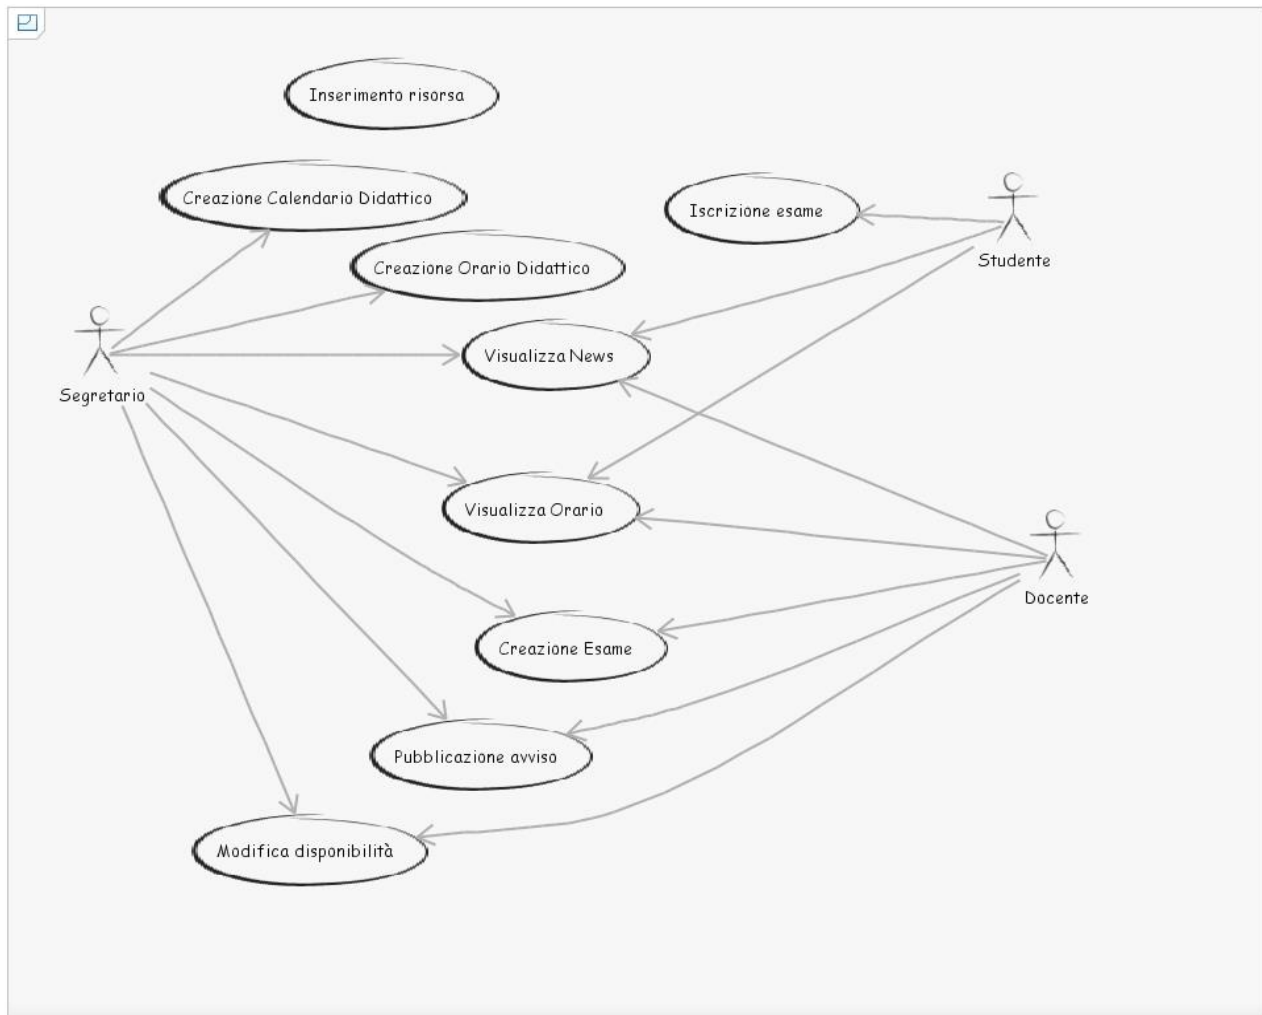 Inserimento risorsa
Creazione Calendario Didattico
Iscrizione esame
Studente
Creazione Orario Didattico
Visualizza News
Segretario
Visualizza Orario
Docente
Creazione Esame
Pubblicazione avviso
Modifica disponibilità